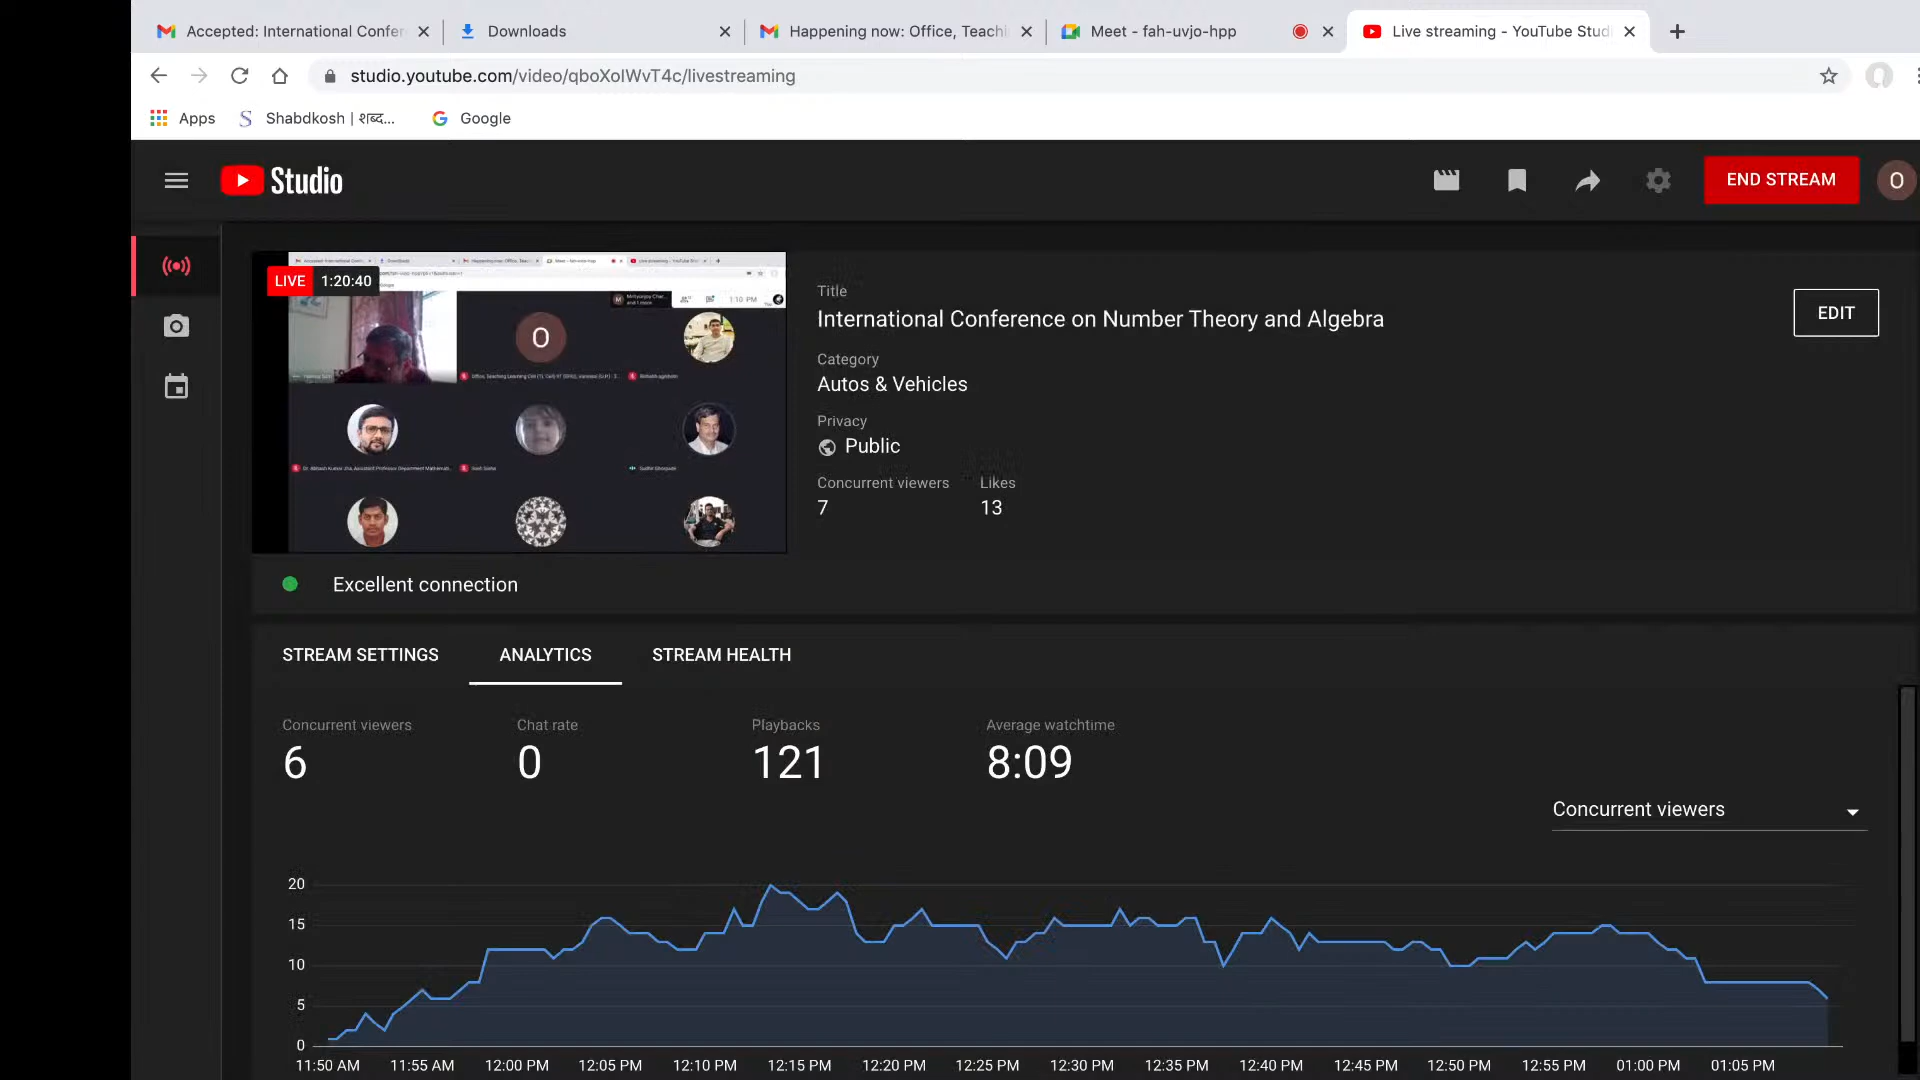 Accepted: International Confer
Downloads
Happening now: Office, Teachi
Meet - fah-uvjo-hpp
Live streaming - YouTube Studi
studio.youtube.com/video/qboXolWvT4c/livestreaming
Apps
Shabdkosh | शब्द...
Google
Studio
END STREAM
O
LIVE 1:20:40
1:10 PM
O
Title
International Conference on Number Theory and Algebra
EDIT
Category
Autos & Vehicles
Privacy
Public
Concurrent viewers Likes
7 13
Excellent connection
STREAM SETTINGS ANALYTICS STREAM HEALTH
Concurrent viewers Chat rate Playbacks Average watchtime
6 0 121 8:09
Concurrent viewers
20
15
10
5
0
11:50 AM 11:55 AM 12:00 PM 12:05 PM 12:10 PM 12:15 PM 12:20 PM 12:25 PM 12:30 PM 12:35 PM 12:40 PM 12:45 PM 12:50 PM 12:55 PM 01:00 PM 01:05 PM